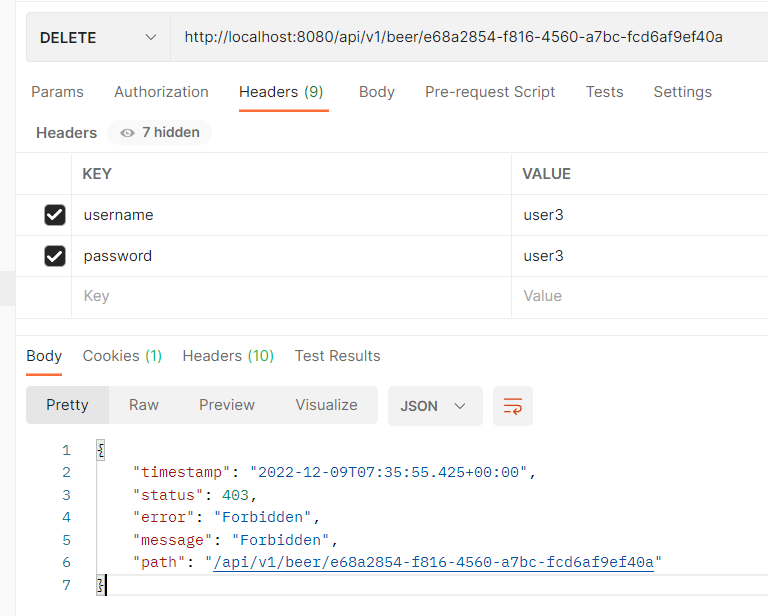 DELETE http://localhost:8080/api/v1/beer/e68a2854-f816-4560-a7bc-fcd6af9ef40a
Params Authorization Headers (9) Body Pre-request Script Tests Settings
Headers 7 hidden
KEY VALUE
username user3
password user3
Key Value
Body Cookies (1) Headers (10) Test Results
Pretty Raw Preview Visualize JSON
1 {
2 "timestamp": "2022-12-09T07:35:55.425+00:00",
3 "status": 403,
4 "error": "Forbidden",
5 "message": "Forbidden",
6 "path": "/api/v1/beer/e68a2854-f816-4560-a7bc-fcd6af9ef40a"
7 }